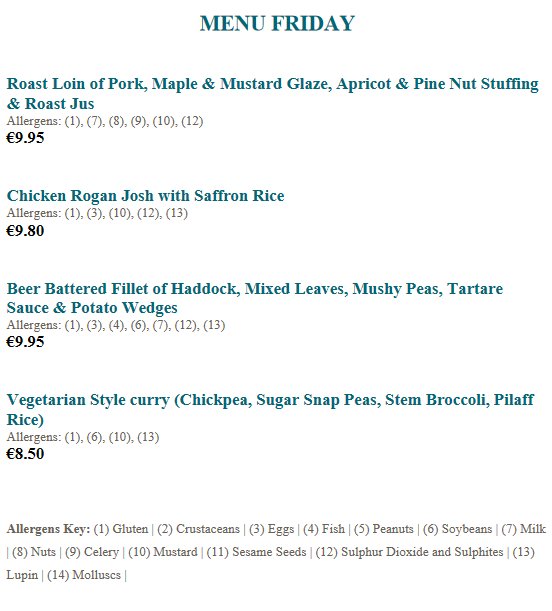 MENU FRIDAY
Roast Loin of Pork, Maple & Mustard Glaze, Apricot & Pine Nut Stuffing
& Roast Jus
Allergens: (1), (7), (8), (9), (10), (12)
€9.95
Chicken Rogan Josh with Saffron Rice
Allergens: (1), (3), (10), (12), (13)
€9.80
Beer Battered Fillet of Haddock, Mixed Leaves, Mushy Peas, Tartare
Sauce & Potato Wedges
Allergens: (1), (3), (4), (6), (7), (12), (13)
€9.95
Vegetarian Style curry (Chickpea, Sugar Snap Peas, Stem Broccoli, Pilaff
Rice)
Allergens: (1), (6), (10), (13)
€8.50
Allergens Key: (1) Gluten | (2) Crustaceans | (3) Eggs | (4) Fish | (5) Peanuts | (6) Soybeans | (7) Milk
| (8) Nuts | (9) Celery | (10) Mustard | (11) Sesame Seeds | (12) Sulphur Dioxide and Sulphites | (13)
Lupin | (14) Molluscs |